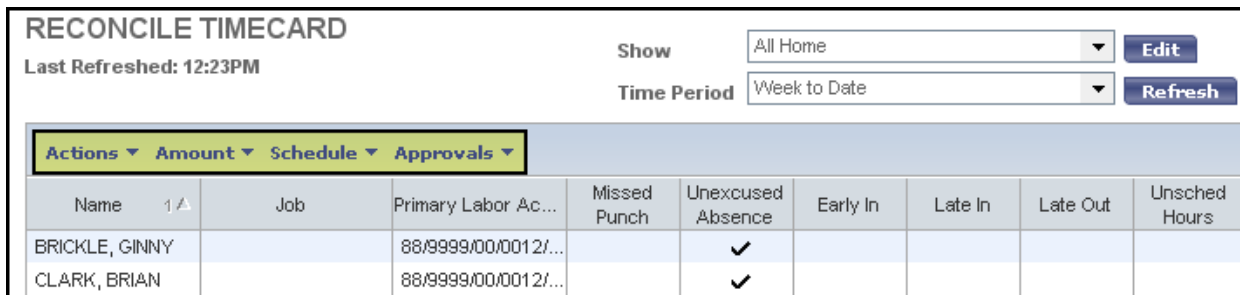 RECONCILE TIMECARD
Last Refreshed: 12:23PM
Show All Home Edit
Time Period Week to Date Refresh
Actions Amount Schedule Approvals
Name 1 Job Primary Labor Ac... Missed Punch Unexcused Absence Early In Late In Late Out Unsched Hours
BRICKLE, GINNY 88/9999/00/0012/...
CLARK, BRIAN 88/9999/00/0012/...